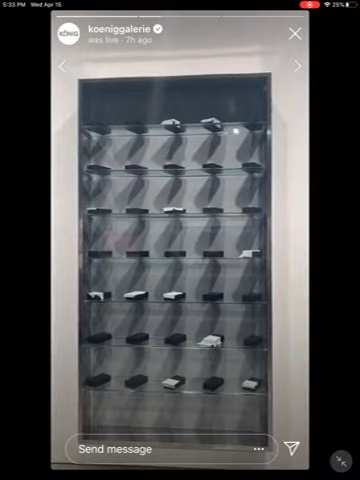 5:33 PM Wed Apr 15
25%
KÖNIG
koeniggalerie
was live · 7h ago
Send message